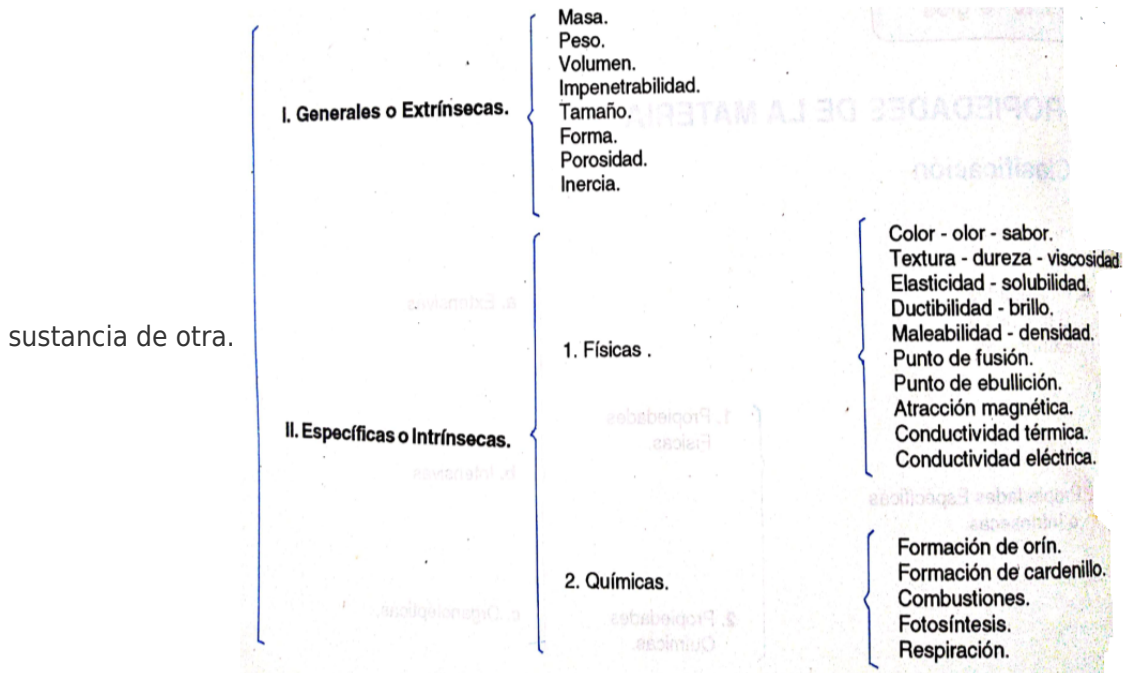 sustancia de otra.
I. Generales o Extrínsecas.
Masa.
Peso.
Volumen.
Impenetrabilidad.
Tamaño.
Forma.
Porosidad.
Inercia.
II. Específicas o Intrínsecas.
1. Físicas .
Color - olor - sabor.
Textura - dureza - viscosidad.
Elasticidad - solubilidad.
Ductibilidad - brillo.
Maleabilidad - densidad.
Punto de fusión.
Punto de ebullición.
Atracción magnética.
Conductividad térmica.
Conductividad eléctrica.
2. Químicas.
Formación de orín.
Formación de cardenillo.
Combustiones.
Fotosíntesis.
Respiración.